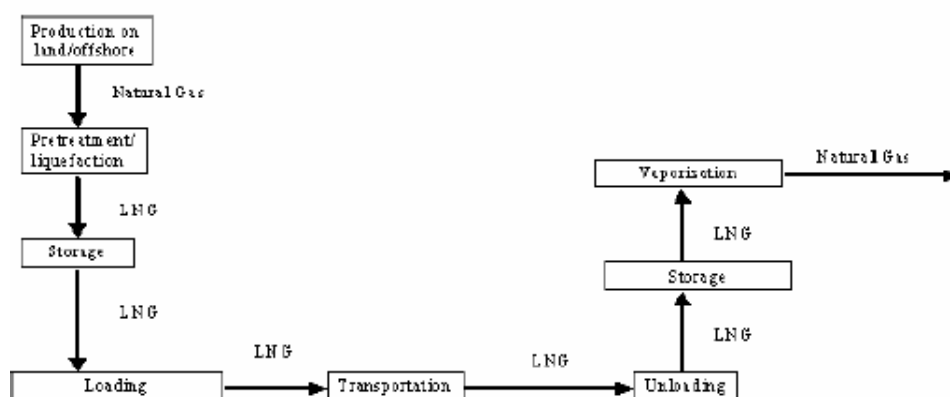 Production on
land/offshore
Natural Gas
Pretreatment/
liquefaction
LNG
Storage
LNG
Loading
LNG
Transportation
LNG
Unloading
LNG
Storage
LNG
Vaporization
Natural Gas